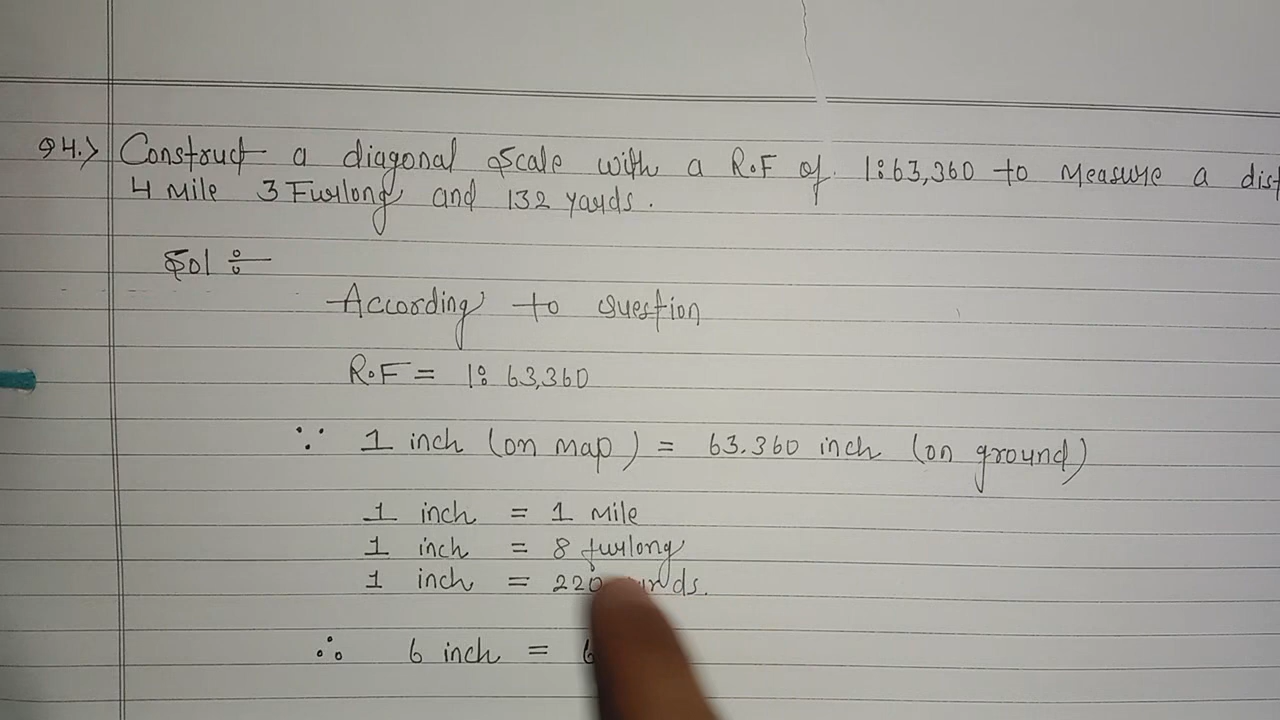 Q4.> Construct a diagonal Scale with a R.F of 1:63,360 to Measure a dist
4 Mile 3 Furlong and 132 yards.
Sol ÷
According to question
R.F = 1: 63,360
∵ 1 inch (on map) = 63.360 inch (on ground)
1 inch = 1 Mile
1 inch = 8 furlong
1 inch = 220
∴ 6 inch = 6